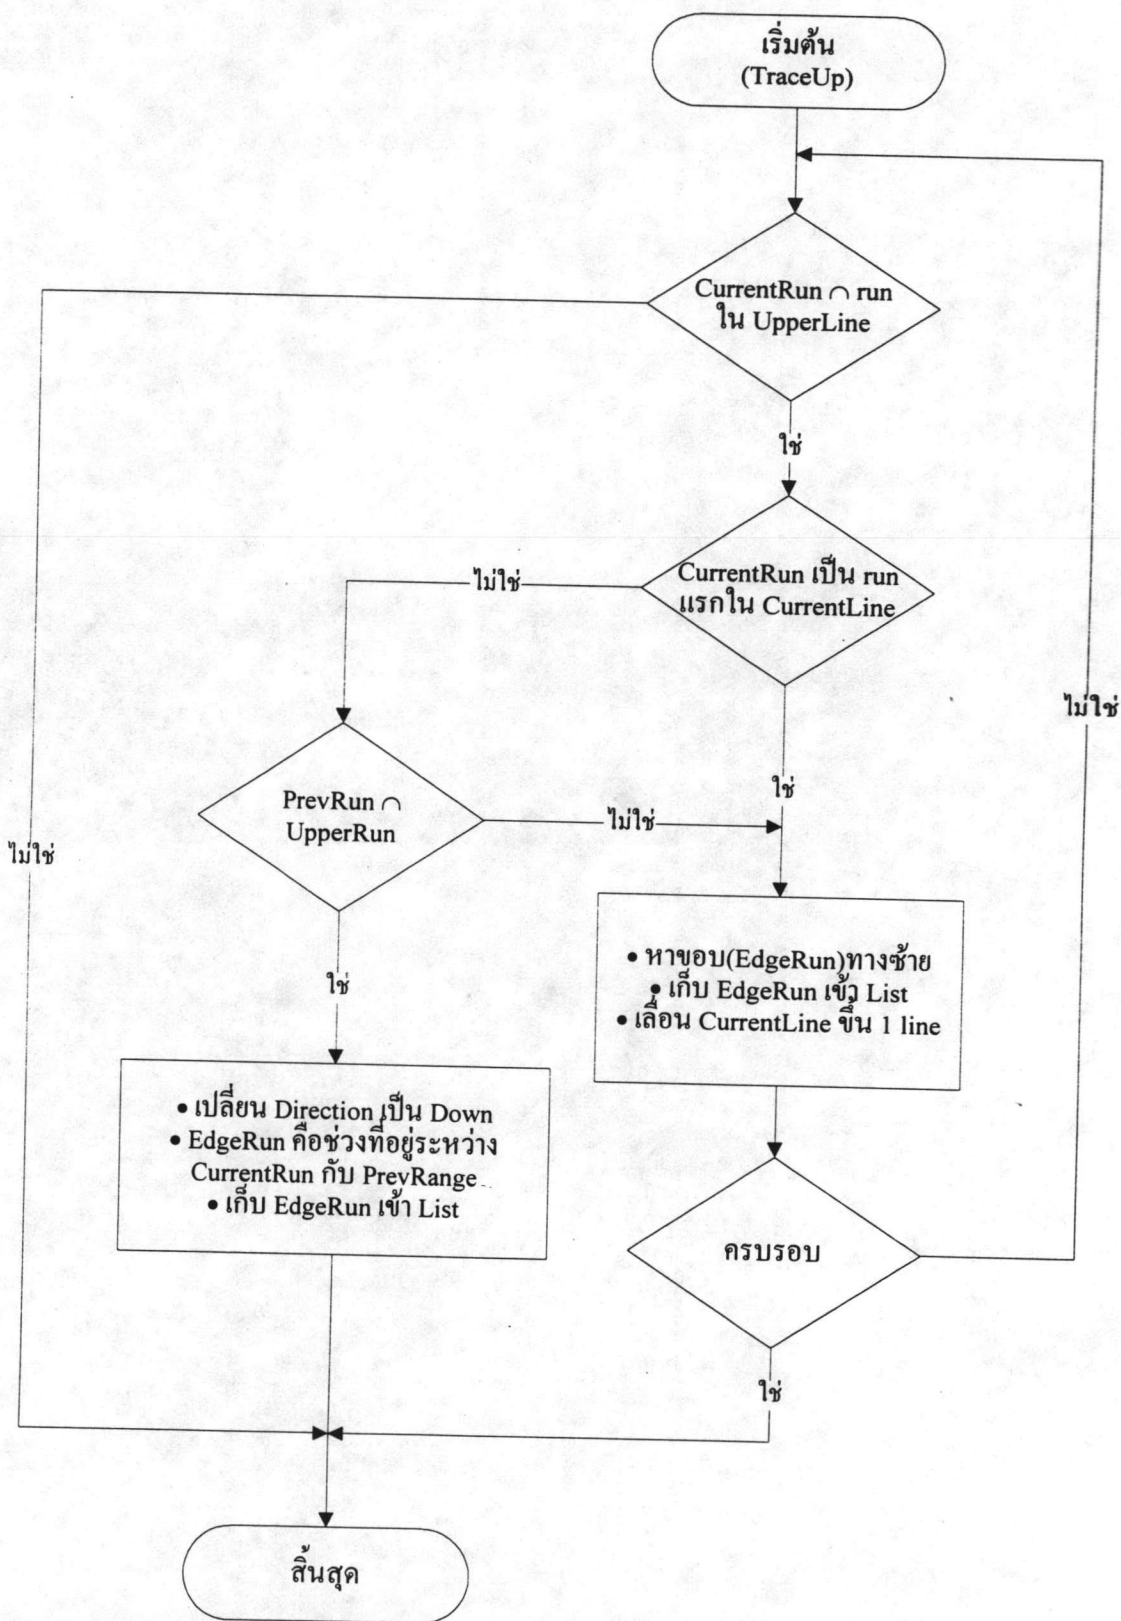 เริ่มต้น
(TraceUp)
CurrentRun ∩ run
ใน UpperLine
ใช่
CurrentRun เป็น run
แรกใน CurrentLine
ไม่ใช่
ไม่ใช่
ใช่
PrevRun ∩
UpperRun
ไม่ใช่
ไม่ใช่
ใช่
• หาขอบ(EdgeRun)ทางซ้าย
• เก็บ EdgeRun เข้า List
• เลื่อน CurrentLine ขึ้น 1 line
• เปลี่ยน Direction เป็น Down
• EdgeRun คือช่วงที่อยู่ระหว่าง
CurrentRun กับ PrevRange
• เก็บ EdgeRun เข้า List
ครบรอบ
ใช่
สิ้นสุด